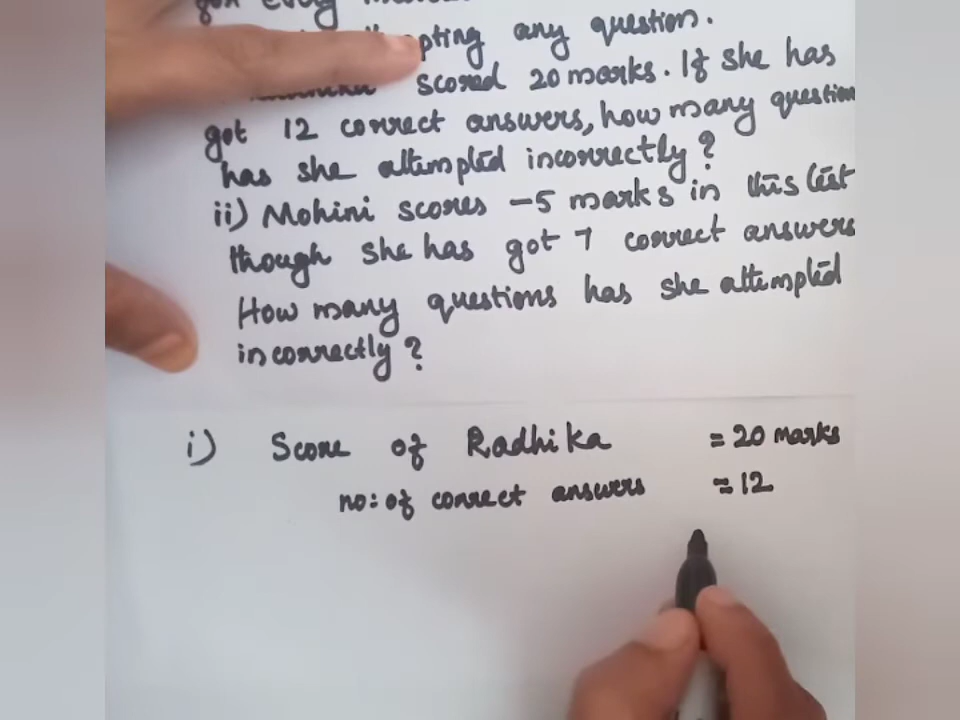 every
pting any question.
scored 20 marks. If she has
got 12 correct answers, how many question
has she attempted incorrectly?
ii) Mohini scores -5 marks in this test
though she has got 7 correct answers
How many questions has she attempted
incorrectly?
i) Score of Radhika = 20 marks
no: of correct answers = 12